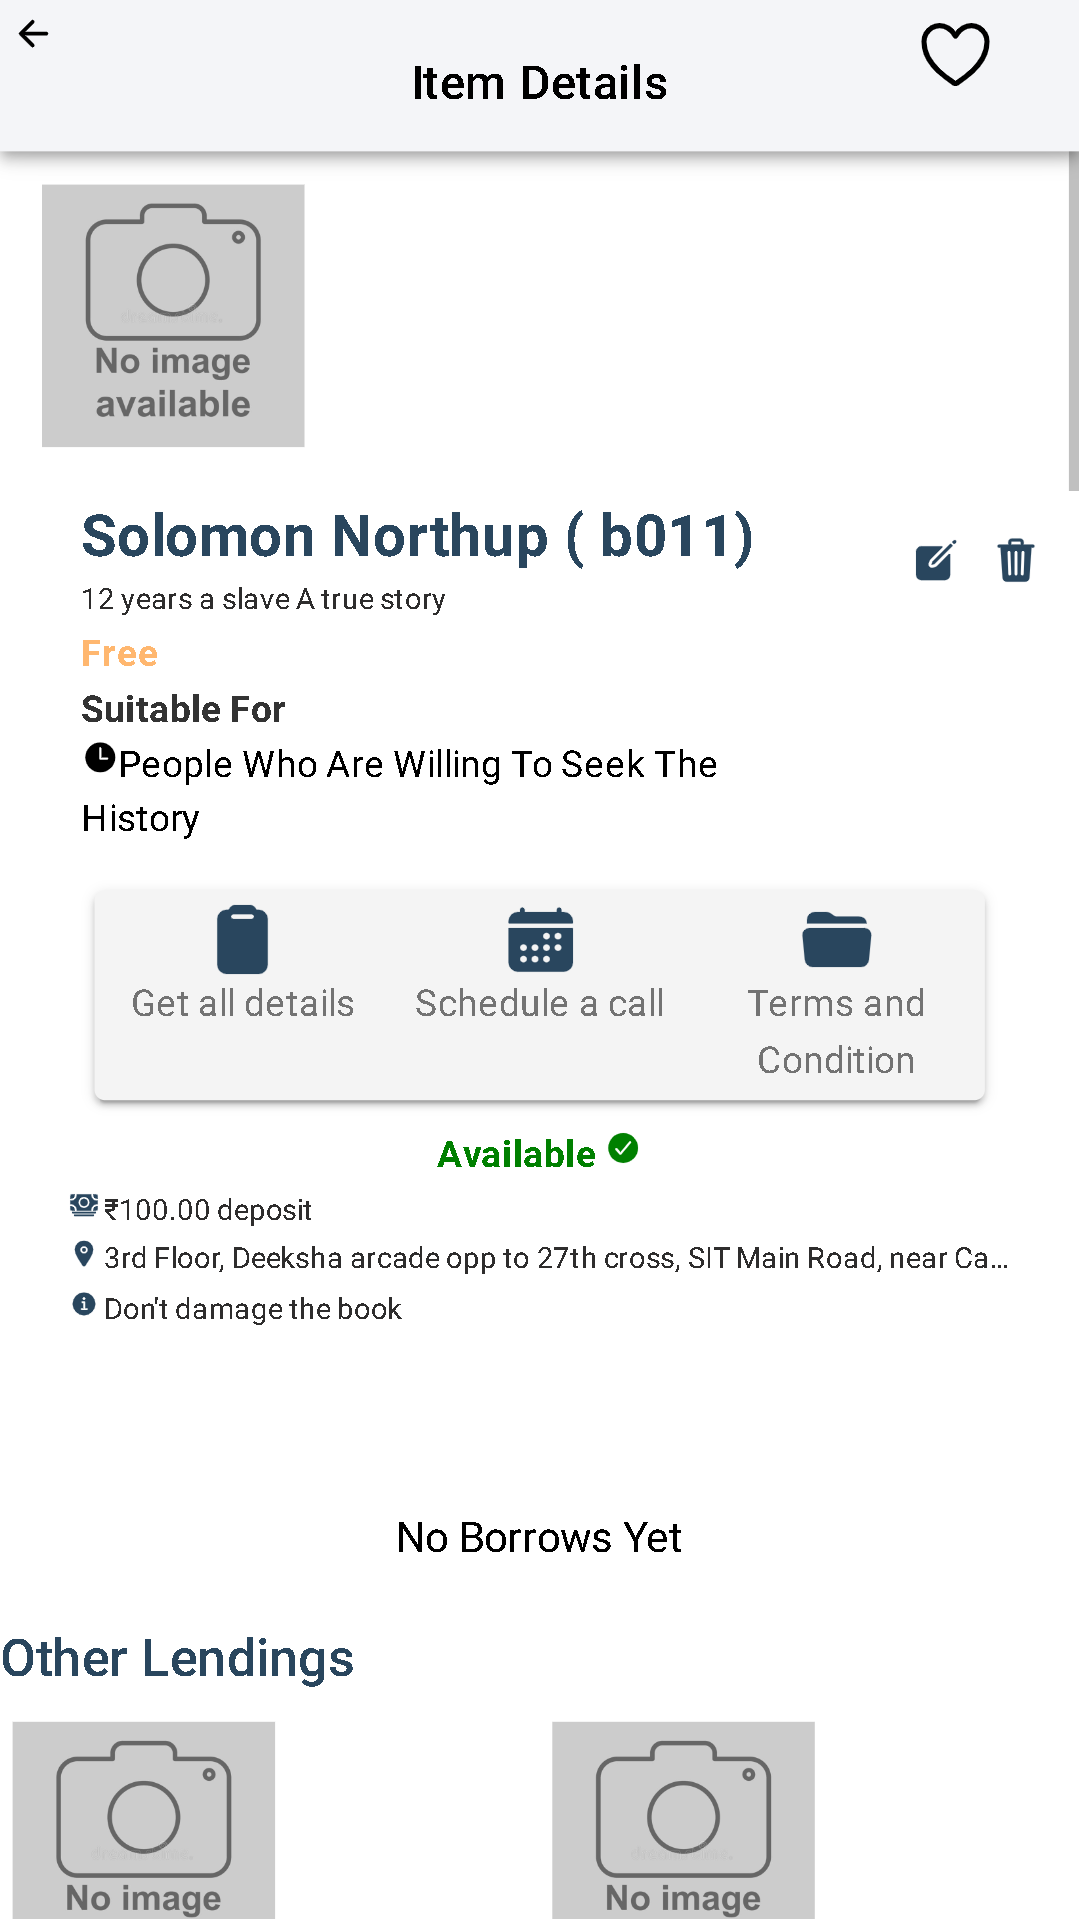 Item Details
No image
available
Solomon Northup ( b011)
12 years a slave A true story
Free
Suitable For
People Who Are Willing To Seek The
History
Get all details
Schedule a call
Terms and
Condition
Available
₹100.00 deposit
3rd Floor, Deeksha arcade opp to 27th cross, SIT Main Road, near Ca...
Don't damage the book
No Borrows Yet
Other Lendings
No image
No image